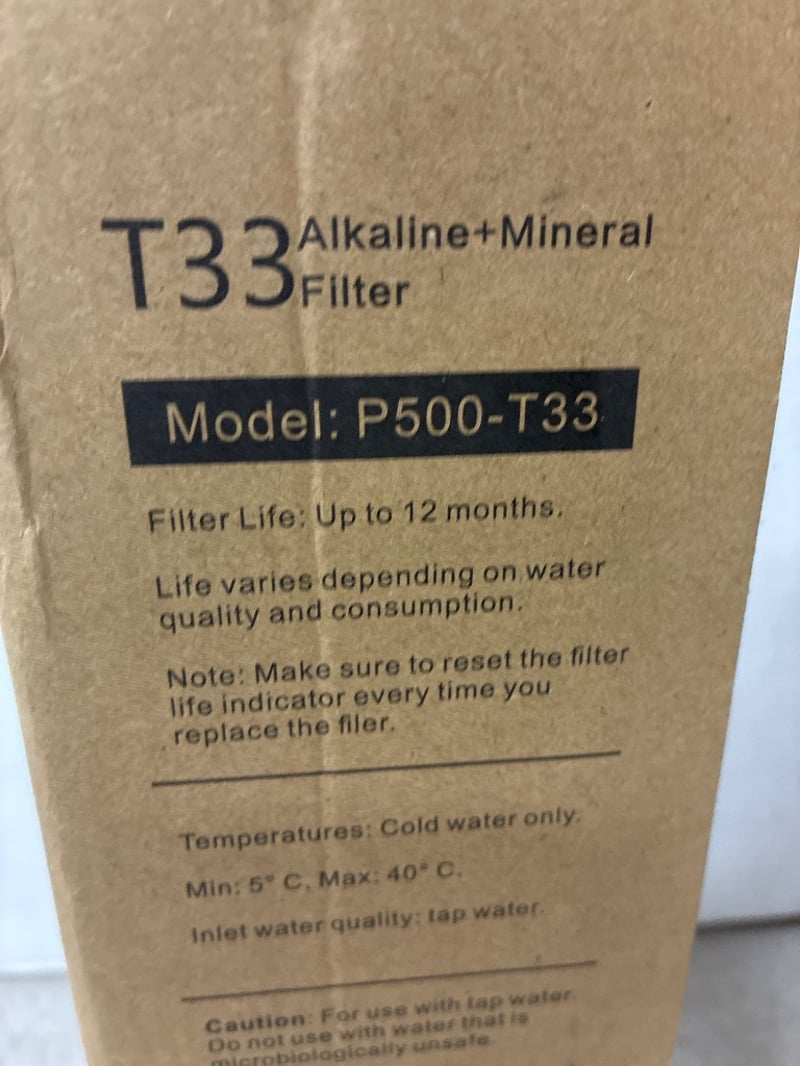 T33 Alkaline+Mineral
Filter
Model: P500-T33
Filter Life: Up to 12 months.
Life varies depending on water
quality and consumption.
Note: Make sure to reset the filter
life indicator every time you
replace the filer.
Temperatures: Cold water only.
Min: 5° C, Max: 40° C.
Inlet water quality: tap water.
Caution: For use with tap water.
Do not use with water that is
microbiologically unsafe.